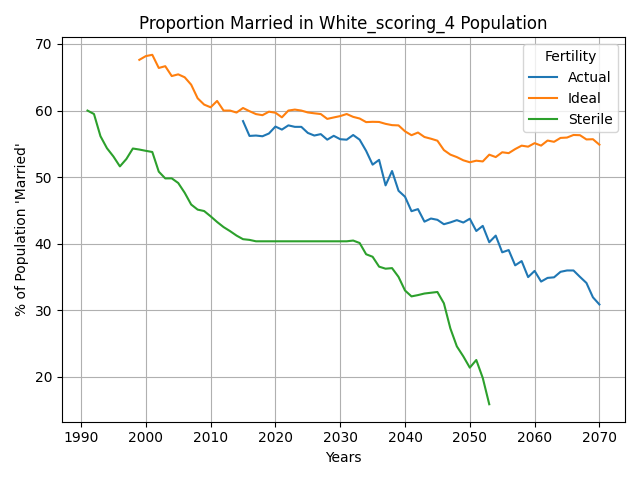 Proportion Married in White_scoring_4 Population
Fertility
Actual
Ideal
Sterile
% of Population 'Married'
70
60
50
40
30
20
1990 2000 2010 2020 2030 2040 2050 2060 2070
Years